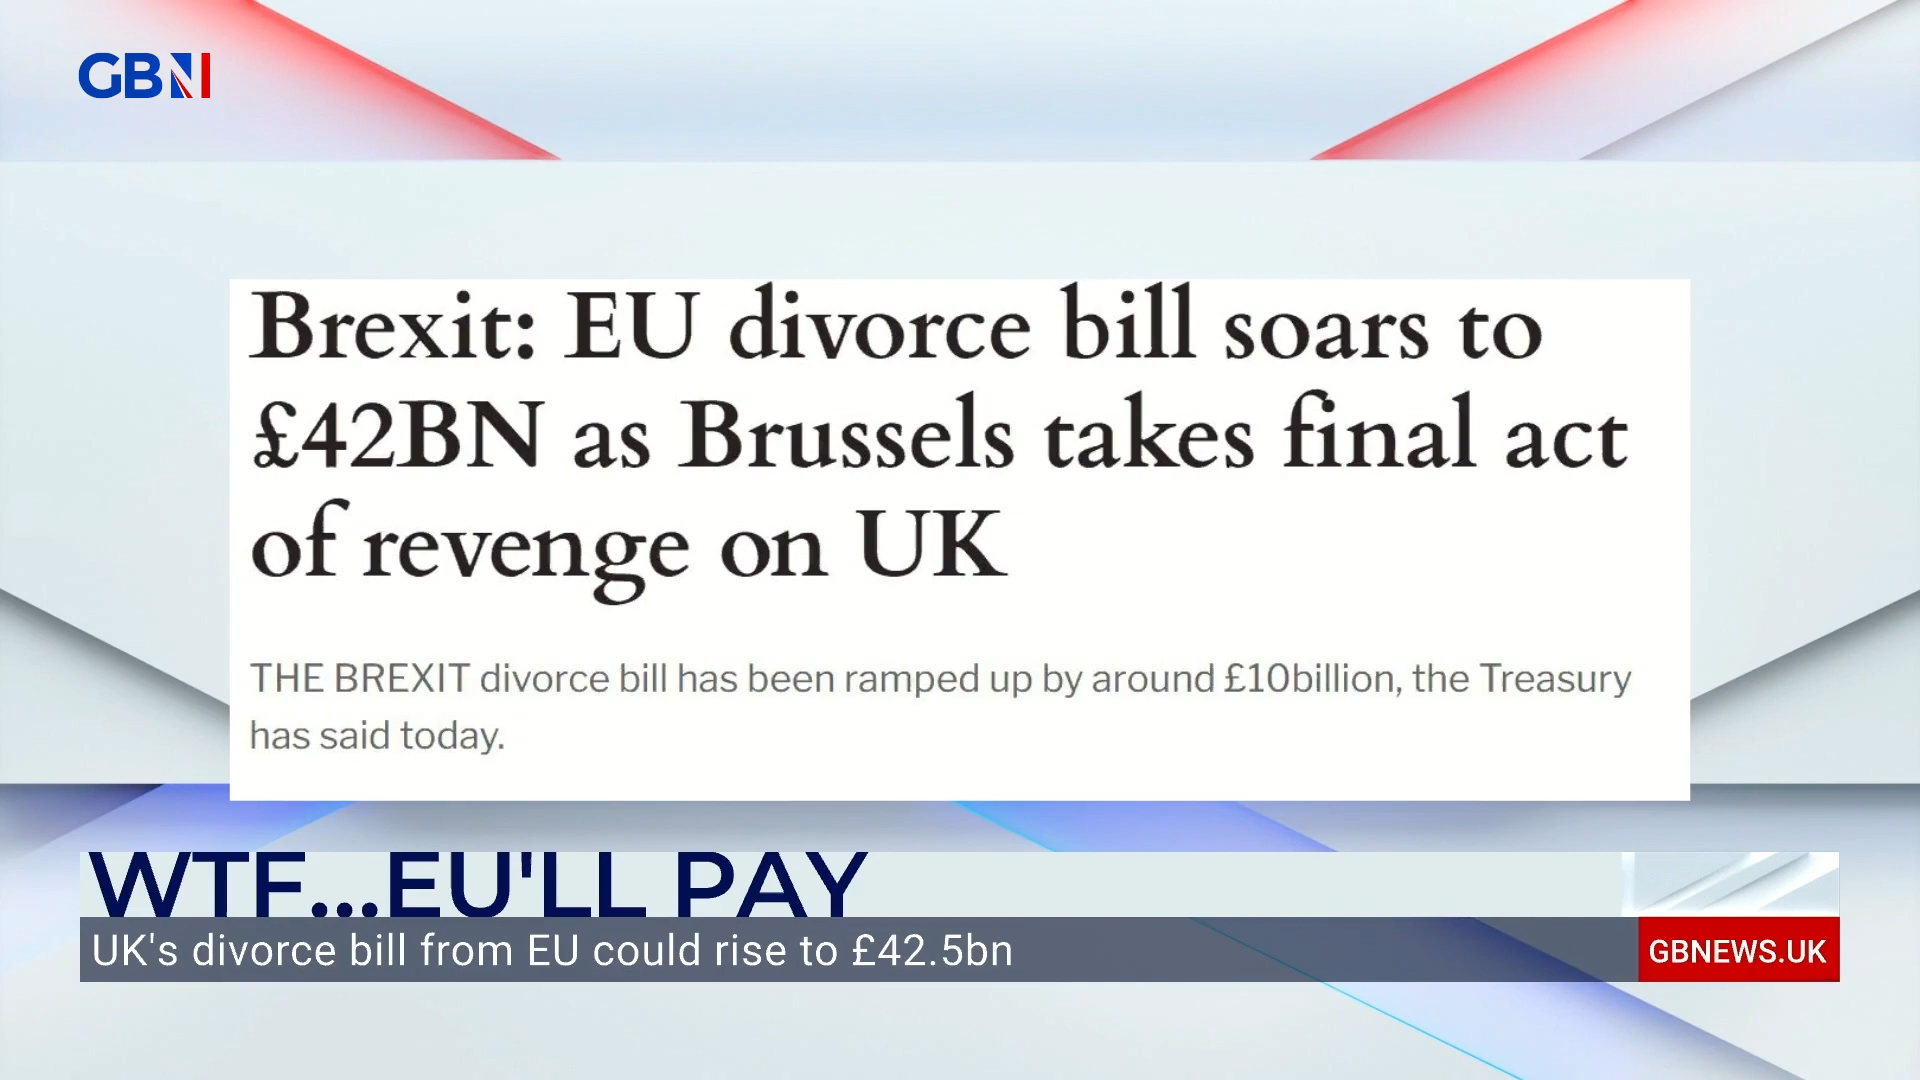 GBN
Brexit: EU divorce bill soars to
£42BN as Brussels takes final act
of revenge on UK
THE BREXIT divorce bill has been ramped up by around £10billion, the Treasury
has said today.
WTF...EU'LL PAY
UK's divorce bill from EU could rise to £42.5bn
GBNEWS.UK